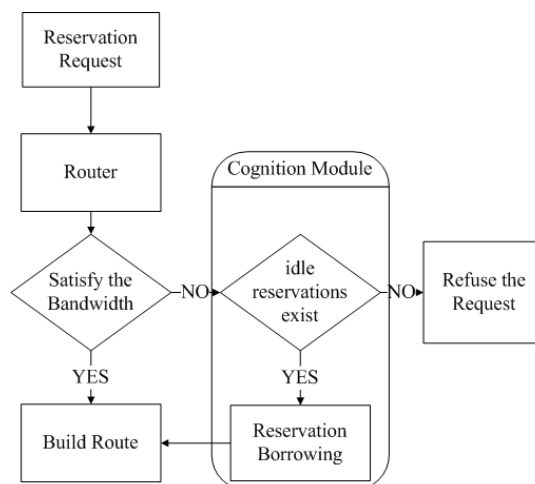 Reservation
Request
Router
Cognition Module
Satisfy the
Bandwidth
NO
idle
reservations
exist
NO
Refuse the
Request
YES
YES
Build Route
Reservation
Borrowing